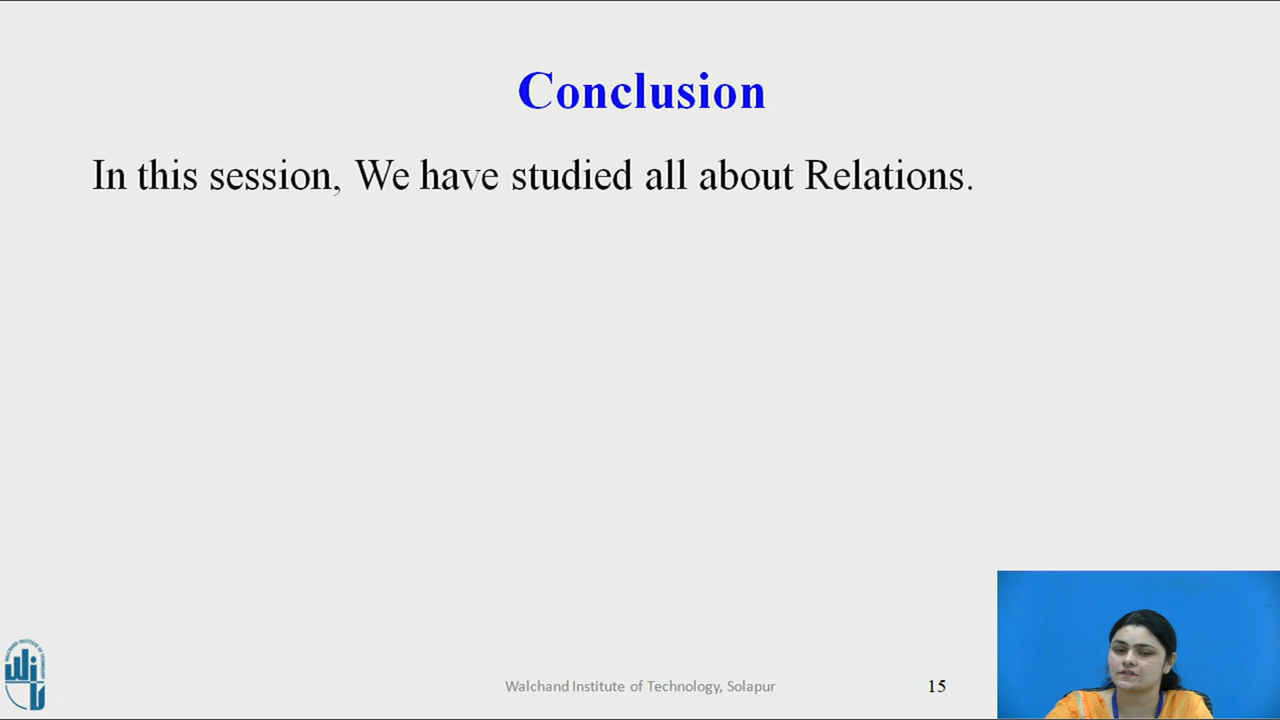 Conclusion
In this session, We have studied all about Relations.
Walchand Institute of Technology, Solapur
15